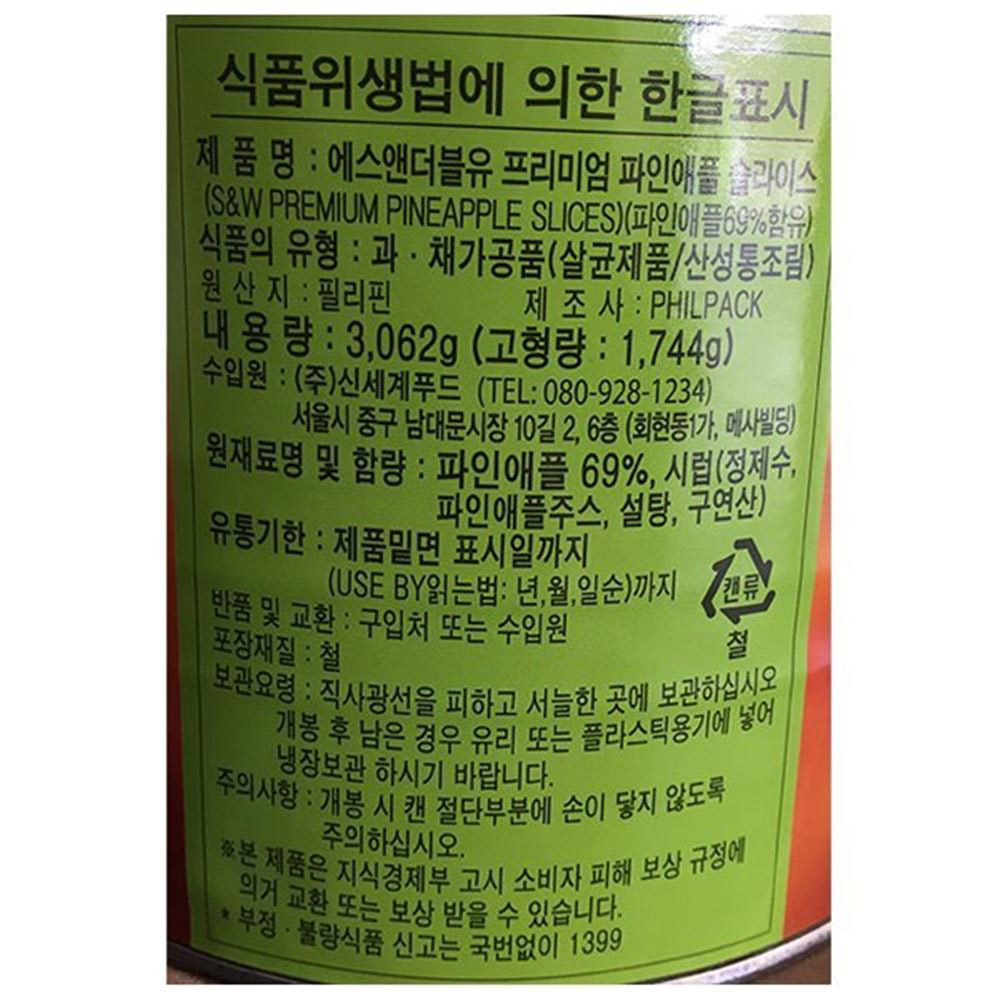 식품위생법에 의한 한글표시
제 품 명 : 에스앤더블유 프리미엄 파인애플 슬라이스
(S&W PREMIUM PINEAPPLE SLICES)(파인애플69%함유)
식품의 유형 : 과 · 채가공품(살균제품/산성통조림)
원 산 지 : 필리핀 제 조 사 : PHILPACK
내 용 량 : 3,062g (고형량 : 1,744g)
수입원 : (주)신세계푸드 (TEL: 080-928-1234)
서울시 중구 남대문시장 10길 2, 6층 (회현동1가, 메사빌딩)
원재료명 및 함량 : 파인애플 69%, 시럽(정제수,
파인애플주스, 설탕, 구연산)
유통기한 : 제품밑면 표시일까지
(USE BY읽는법: 년,월,일순)까지
캔류
반품 및 교환 : 구입처 또는 수입원
철
포장재질 : 철
보관요령 : 직사광선을 피하고 서늘한 곳에 보관하십시오
개봉 후 남은 경우 유리 또는 플라스틱용기에 넣어
냉장보관 하시기 바랍니다.
주의사항 : 개봉 시 캔 절단부분에 손이 닿지 않도록
주의하십시오.
※본 제품은 지식경제부 고시 소비자 피해 보상 규정에
의거 교환 또는 보상 받을 수 있습니다.
* 부정 · 불량식품 신고는 국번없이 1399